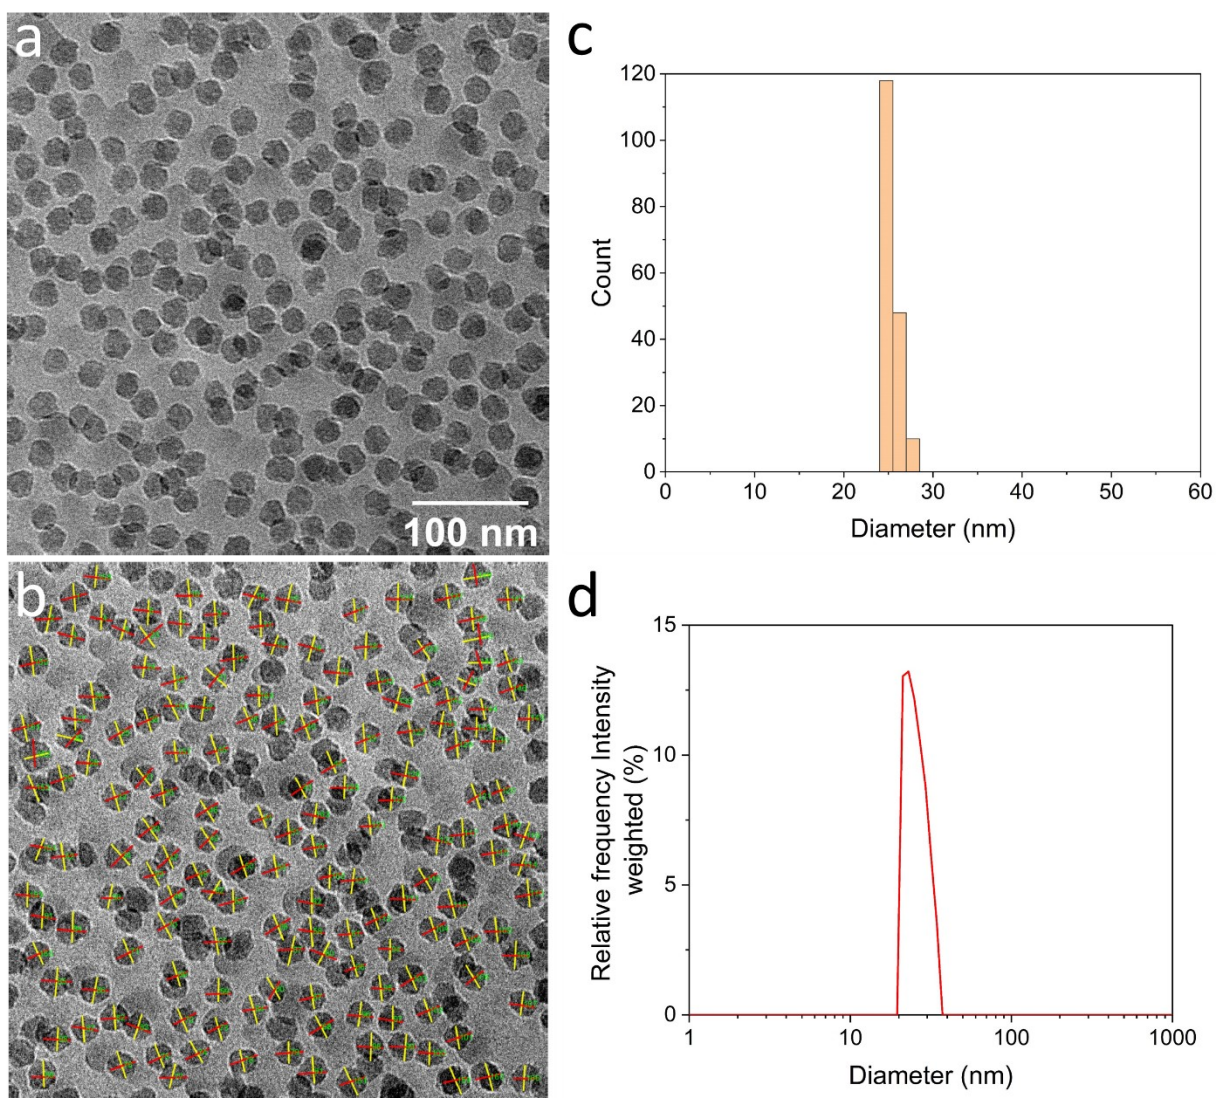 a
100 nm
b
c
120
100
80
60
40
20
0
Count
0 10 20 30 40 50 60
Diameter (nm)
d
15
10
5
0
Relative frequency Intensity
weighted (%)
1 10 100 1000
Diameter (nm)